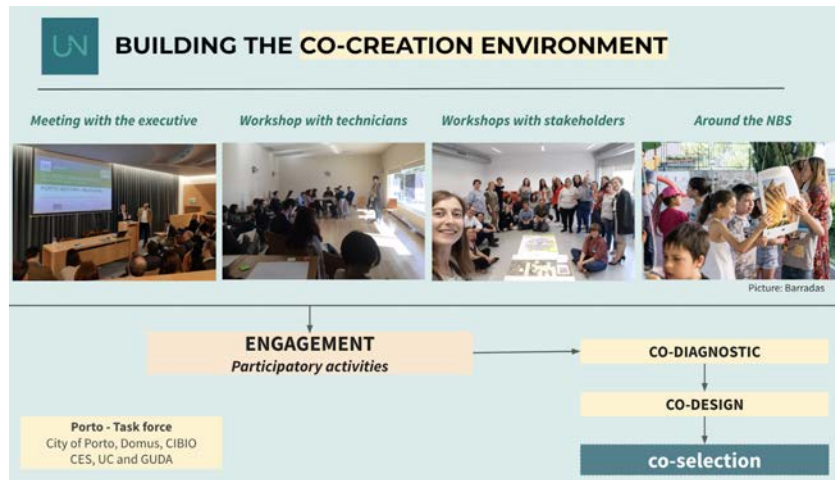 UN
BUILDING THE CO-CREATION ENVIRONMENT
Meeting with the executive
Workshop with technicians
Workshops with stakeholders
Around the NBS
Picture: Barradas
ENGAGEMENT
Participatory activities
CO-DIAGNOSTIC
CO-DESIGN
co-selection
Porto - Task force
City of Porto, Domus, CIBIO
CES, UC and GUDA